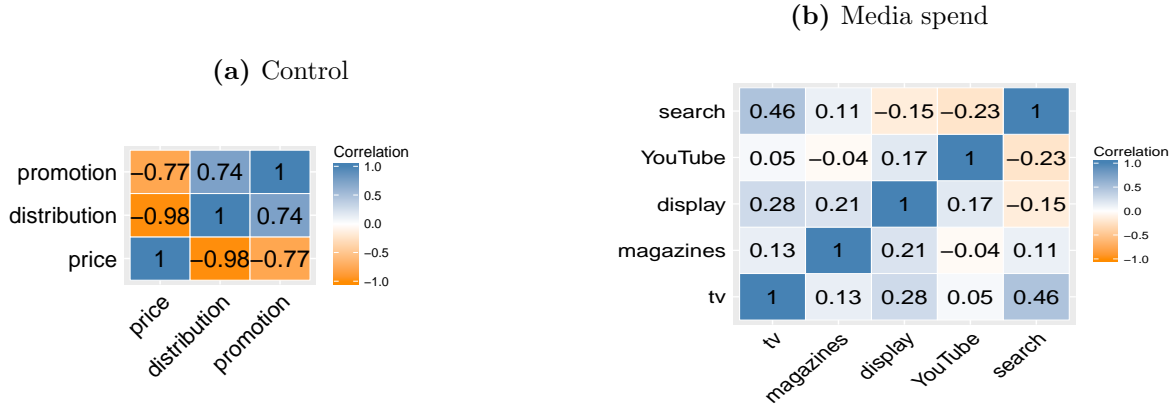 (a) Control
promotion −0.77 0.74 1
distribution −0.98 1 0.74
price 1 −0.98 −0.77
price distribution promotion
Correlation
1.0
0.5
0.0
−0.5
−1.0
(b) Media spend
search 0.46 0.11 −0.15 −0.23 1
YouTube 0.05 −0.04 0.17 1 −0.23
display 0.28 0.21 1 0.17 −0.15
magazines 0.13 1 0.21 −0.04 0.11
tv 1 0.13 0.28 0.05 0.46
tv magazines display YouTube search
Correlation
1.0
0.5
0.0
−0.5
−1.0